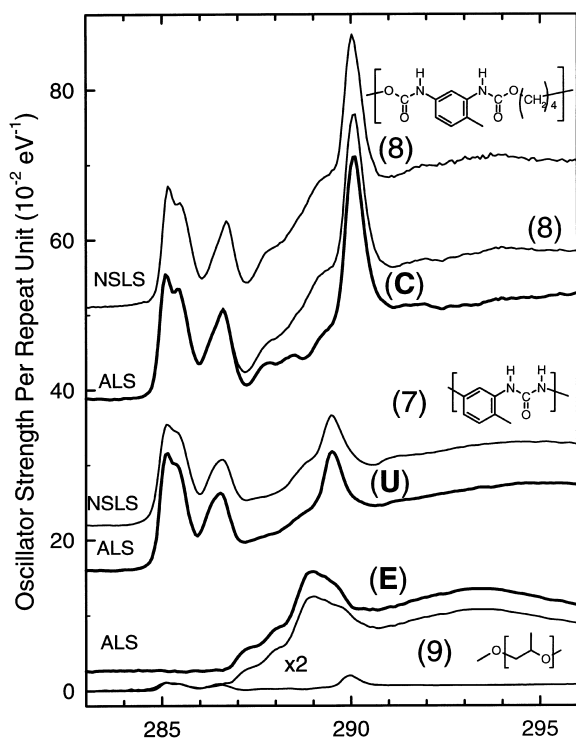 Oscillator Strength Per Repeat Unit (10⁻² eV⁻¹)
80
60
40
20
0
285
290
295
H
H
O
N
N
O
C
C
(CH₂)₄
O
O
(8)
(8)
NSLS
(C)
ALS
(7)
H
H
N
N
C
O
NSLS
(U)
ALS
(E)
ALS
(9)
O
O
x2